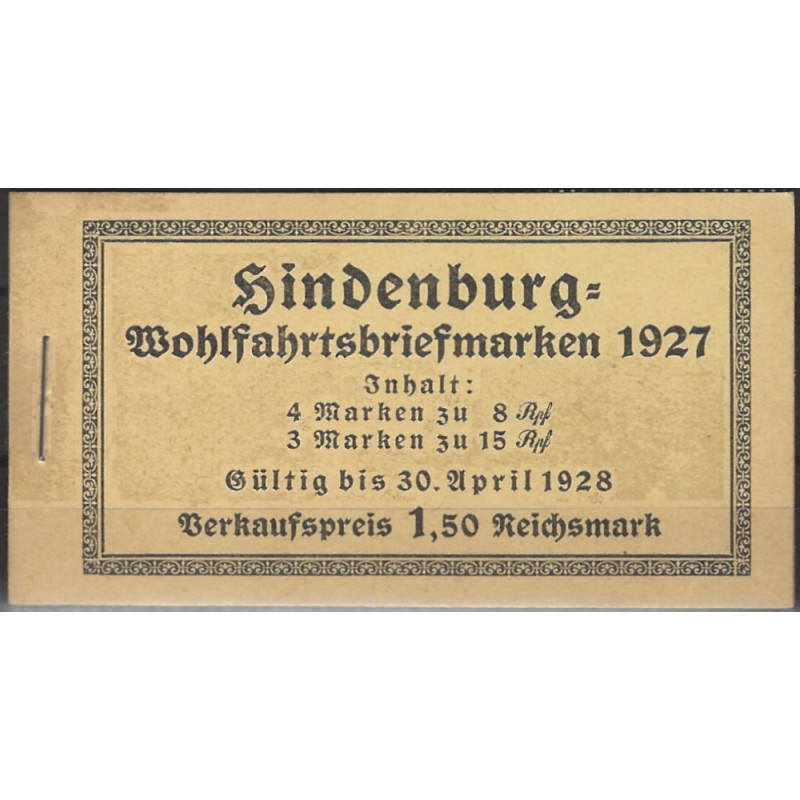 Hindenburg=
Wohlfahrtsbriefmarken 1927
Inhalt:
4 Marken zu 8 Rpf
3 Marken zu 15 Rpf
Gültig bis 30. April 1928
Verkaufspreis 1,50 Reichsmark